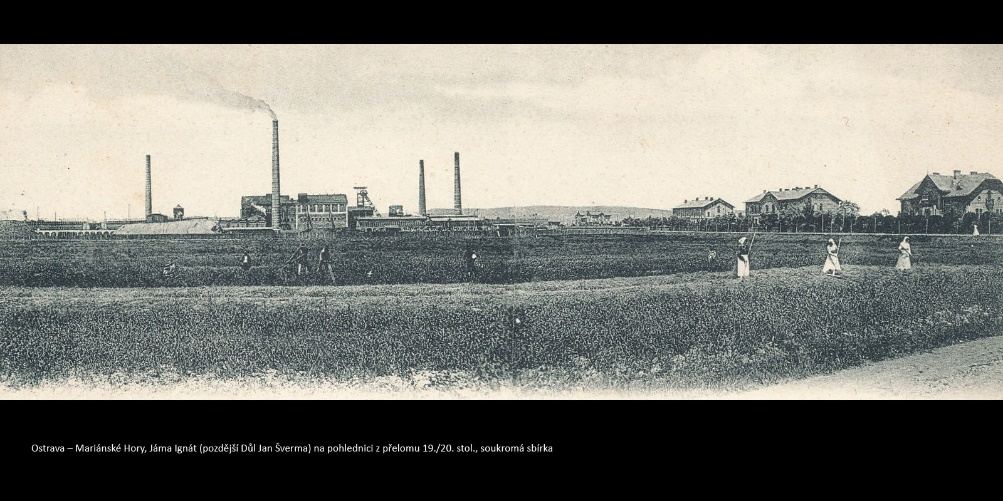 Ostrava – Mariánské Hory, Jáma Ignát (pozdější Důl Jan Šverma) na pohlednici z přelomu 19./20. stol., soukromá sbírka